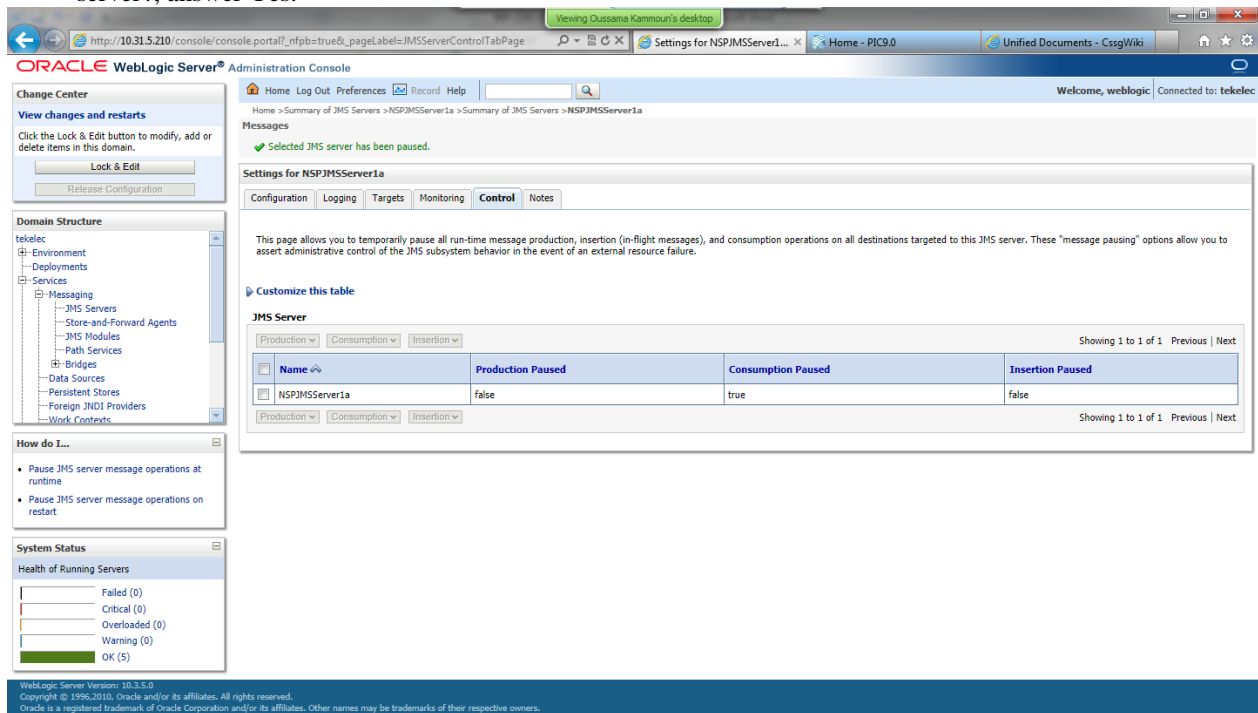 Viewing Oussama Kammoun's desktop
http://10.31.5.210/console/console.portal?_nfpb=true&_pageLabel=JMSServerControlTabPage
Settings for NSPJMSServer1...
Home - PIC9.0
Unified Documents - CssgWiki
ORACLE WebLogic Server® Administration Console
Change Center
View changes and restarts
Click the Lock & Edit button to modify, add or
delete items in this domain.
Lock & Edit
Release Configuration
Domain Structure
tekelec
Environment
Deployments
Services
Messaging
JMS Servers
Store-and-Forward Agents
JMS Modules
Path Services
Bridges
Data Sources
Persistent Stores
Foreign JNDI Providers
Work Contexts
How do I...
Pause JMS server message operations at
runtime
Pause JMS server message operations on
restart
System Status
Health of Running Servers
Failed (0)
Critical (0)
Overloaded (0)
Warning (0)
OK (5)
Home Log Out Preferences Record Help
Welcome, weblogic Connected to: tekelec
Home >Summary of JMS Servers >NSPJMSServer1a >Summary of JMS Servers >NSPJMSServer1a
Messages
Selected JMS server has been paused.
Settings for NSPJMSServer1a
Configuration Logging Targets Monitoring Control Notes
This page allows you to temporarily pause all run-time message production, insertion (in-flight messages), and consumption operations on all destinations targeted to this JMS server. These "message pausing" options allow you to
assert administrative control of the JMS subsystem behavior in the event of an external resource failure.
Customize this table
JMS Server
Production Consumption Insertion Showing 1 to 1 of 1 Previous | Next
Name Production Paused Consumption Paused Insertion Paused
NSPJMSServer1a false true false
Production Consumption Insertion Showing 1 to 1 of 1 Previous | Next
WebLogic Server Version: 10.3.5.0
Copyright © 1996,2010, Oracle and/or its affiliates. All rights reserved.
Oracle is a registered trademark of Oracle Corporation and/or its affiliates. Other names may be trademarks of their respective owners.